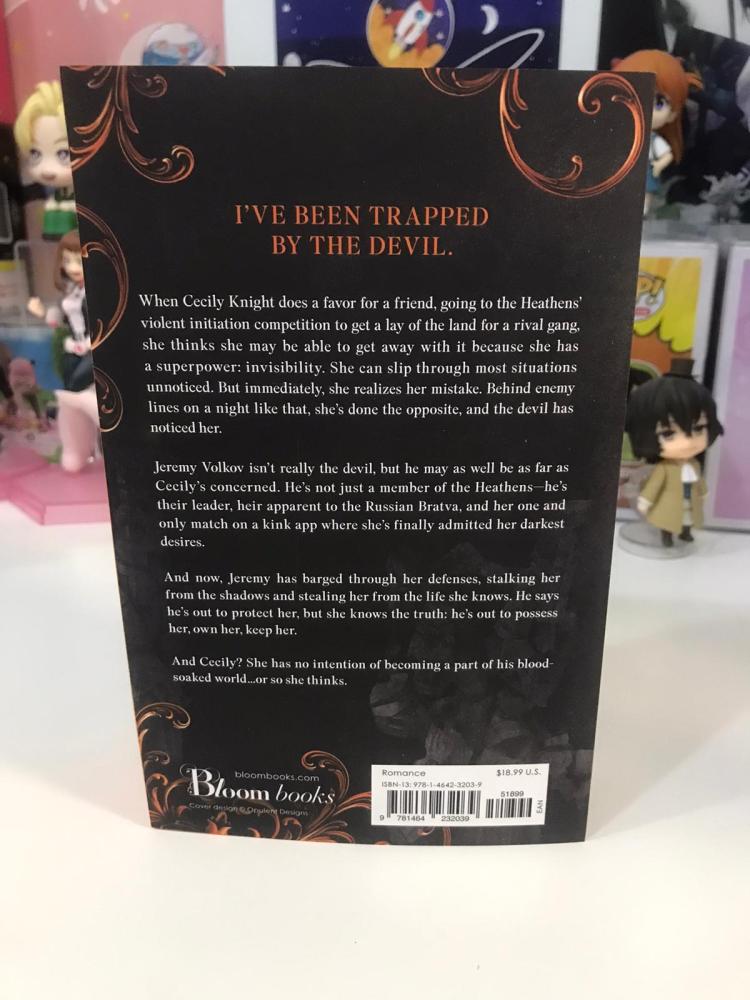 I'VE BEEN TRAPPED
BY THE DEVIL.
When Cecily Knight does a favor for a friend, going to the Heathens'
violent initiation competition to get a lay of the land for a rival gang,
she thinks she may be able to get away with it because she has
a superpower: invisibility. She can slip through most situations
unnoticed. But immediately, she realizes her mistake. Behind enemy
lines on a night like that, she's done the opposite, and the devil has
noticed her.
Jeremy Volkov isn't really the devil, but he may as well be as far as
Cecily's concerned. He's not just a member of the Heathens—he's
their leader, heir apparent to the Russian Bratva, and her one and
only match on a kink app where she's finally admitted her darkest
desires.
And now, Jeremy has barged through her defenses, stalking her
from the shadows and stealing her from the life she knows. He says
he's out to protect her, but she knows the truth: he's out to possess
her, own her, keep her.
And Cecily? She has no intention of becoming a part of his blood-
soaked world...or so she thinks.
bloombooks.com
Bloom books
Cover design © Opulent Designs
Romance $18.99 U.S.
ISBN-13: 978-1-4642-3203-9
51899
EAN
9 781464 232039